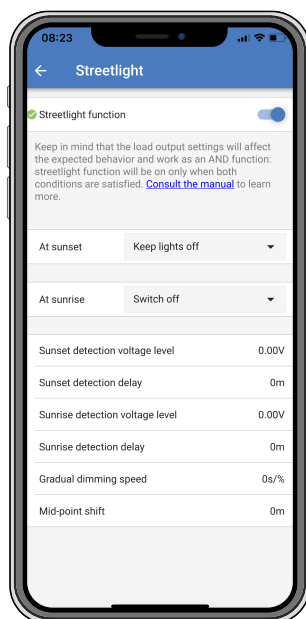 08:23
Streetlight
Streetlight function
Keep in mind that the load output settings will affect
the expected behavior and work as an AND function:
streetlight function will be on only when both
conditions are satisfied. Consult the manual to learn
more.
At sunset Keep lights off
At sunrise Switch off
Sunset detection voltage level 0.00V
Sunset detection delay 0m
Sunrise detection voltage level 0.00V
Sunrise detection delay 0m
Gradual dimming speed 0s/%
Mid-point shift 0m